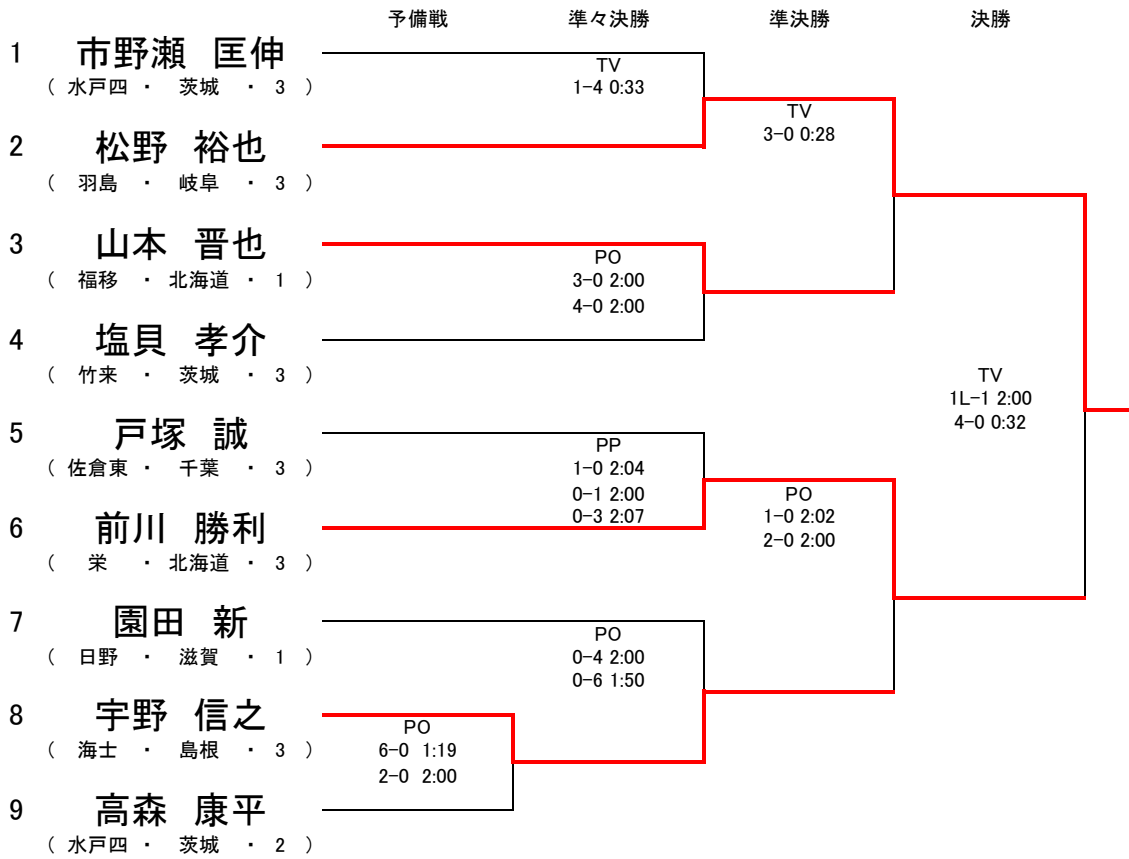 予備戦 準々決勝 準決勝 決勝
1 市野瀬 匡伸
( 水戸四 ・ 茨城 ・ 3 )
TV
1-4 0:33
TV
3-0 0:28
2 松野 裕也
( 羽島 ・ 岐阜 ・ 3 )
3 山本 晋也
( 福移 ・ 北海道 ・ 1 )
PO
3-0 2:00
4-0 2:00
4 塩貝 孝介
( 竹来 ・ 茨城 ・ 3 )
TV
1L-1 2:00
4-0 0:32
5 戸塚 誠
( 佐倉東 ・ 千葉 ・ 3 )
PP
1-0 2:04
0-1 2:00
0-3 2:07
PO
1-0 2:02
2-0 2:00
6 前川 勝利
( 栄 ・ 北海道 ・ 3 )
7 園田 新
( 日野 ・ 滋賀 ・ 1 )
PO
0-4 2:00
0-6 1:50
8 宇野 信之
( 海士 ・ 島根 ・ 3 )
PO
6-0 1:19
2-0 2:00
9 高森 康平
( 水戸四 ・ 茨城 ・ 2 )